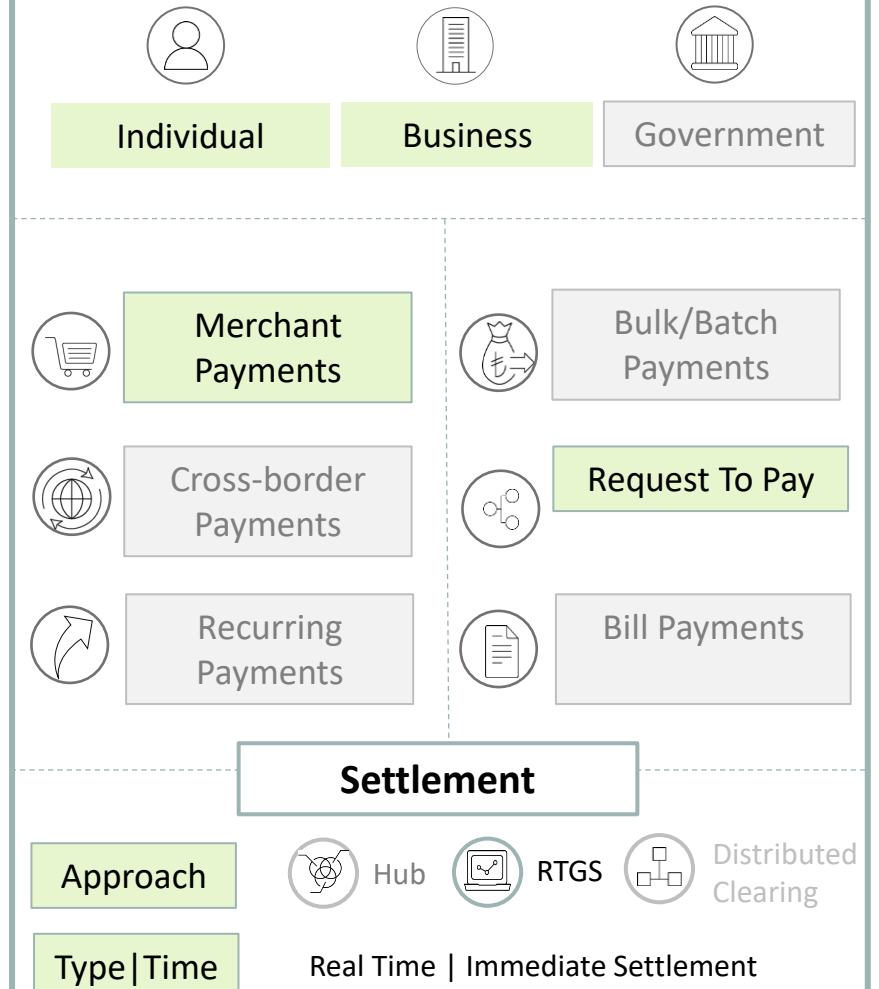 Individual
Business
Government
Merchant
Payments
Bulk/Batch
Payments
Cross-border
Payments
Request To Pay
Recurring
Payments
Bill Payments
Settlement
Approach
Hub
RTGS
Distributed
Clearing
Type|Time
Real Time | Immediate Settlement